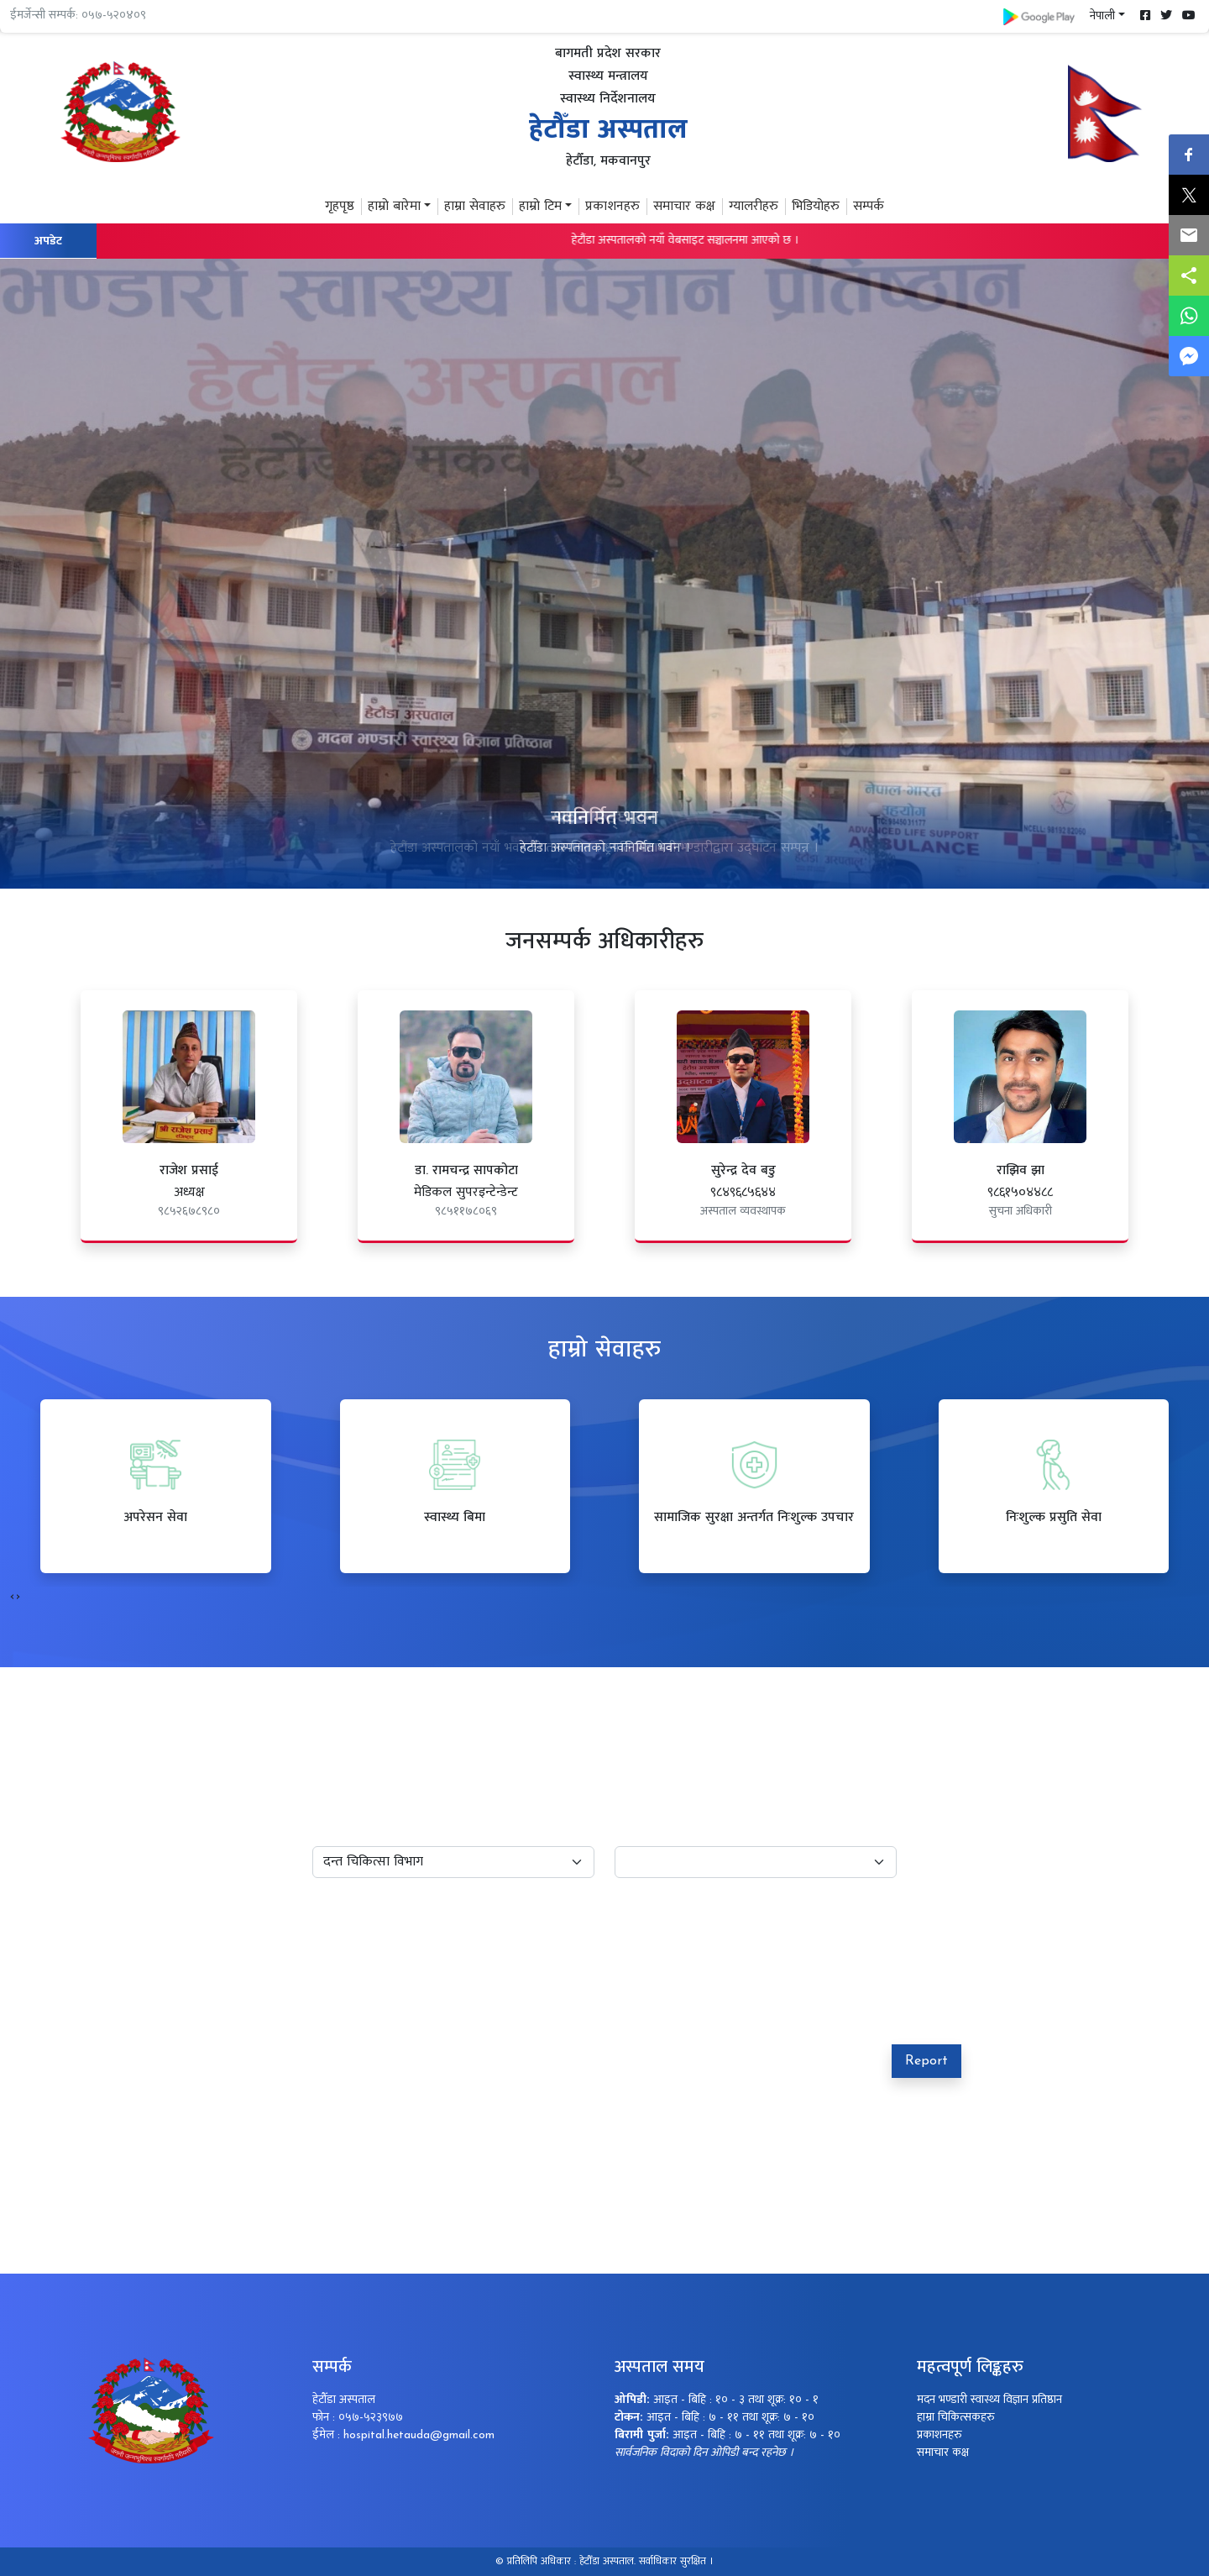 ईमर्जेन्सी सम्पर्क: ०५७-५२०४०९
Google Play
नेपाली
बागमती प्रदेश सरकार
स्वास्थ्य मन्त्रालय
स्वास्थ्य निर्देशनालय
हेटौँडा अस्पताल
हेटौँडा, मकवानपुर
गृहपृष्ठ
हाम्रो बारेमा
हाम्रा सेवाहरु
हाम्रो टिम
प्रकाशनहरु
समाचार कक्ष
ग्यालरीहरु
भिडियोहरु
सम्पर्क
अपडेट
हेटौंडा अस्पतालको नयाँ वेबसाइट सञ्चालनमा आएको छ ।
भण्डारी स्वास्थ्य विज्ञान प्रतिष्ठान
हेटौंडा अस्पताल
हेटौंडा, मकवानपुर
हेटौंडा अस्पताल
मदन भण्डारी स्वास्थ्य विज्ञान प्रतिष्ठान
नेपाल-भारत
सहयोग
ADVANCE LIFE SUPPORT
नवनिर्मित भवन
हेटौँडा अस्पतालको नवनिर्मित भवन ।
जनसम्पर्क अधिकारीहरु
श्री राजेश प्रसाई
राजेश प्रसाई
अध्यक्ष
९८५२६७८९८०
डा. रामचन्द्र सापकोटा
मेडिकल सुपरइन्टेन्डेन्ट
९८५११७८०६९
सुरेन्द्र देव बडु
९८४९६८५६४४
अस्पताल व्यवस्थापक
राझिव झा
९८६१५०४४८८
सुचना अधिकारी
हाम्रो सेवाहरु
अपरेसन सेवा
स्वास्थ्य बिमा
सामाजिक सुरक्षा अन्तर्गत निःशुल्क उपचार
निःशुल्क प्रसुति सेवा
दन्त चिकित्सा विभाग
Report
सम्पर्क
हेटौँडा अस्पताल
फोन : ०५७-५२३९७७
ईमेल : hospital.hetauda@gmail.com
अस्पताल समय
ओपिडी: आइत - बिहि : १० - ३ तथा शूक्र: १० - १
टोकन: आइत - बिहि : ७ - ११ तथा शूक्र: ७ - १०
बिरामी पुर्जा: आइत - बिहि : ७ - ११ तथा शूक्र: ७ - १०
सार्वजनिक विदाको दिन ओपिडी बन्द रहनेछ ।
महत्वपूर्ण लिङ्कहरु
मदन भण्डारी स्वास्थ्य विज्ञान प्रतिष्ठान
हाम्रा चिकित्सकहरु
प्रकाशनहरु
समाचार कक्ष
© प्रतिलिपि अधिकार : हेटौँडा अस्पताल. सर्वाधिकार सुरक्षित ।